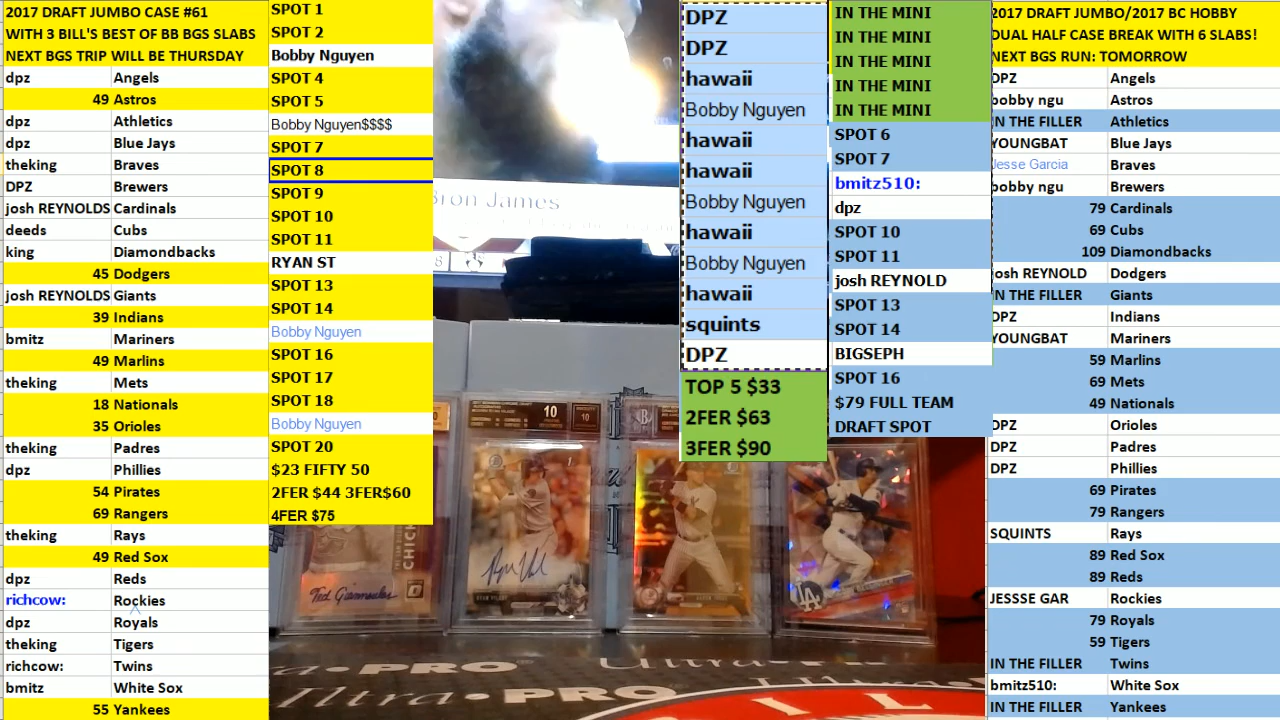 2017 DRAFT JUMBO CASE #61
WITH 3 BILL'S BEST OF BB BGS SLABS
NEXT BGS TRIP WILL BE THURSDAY
dpz Angels
49 Astros
dpz Athletics
dpz Blue Jays
theking Braves
DPZ Brewers
josh REYNOLDS Cardinals
deeds Cubs
king Diamondbacks
45 Dodgers
josh REYNOLDS Giants
39 Indians
bmitz Mariners
49 Marlins
theking Mets
18 Nationals
35 Orioles
theking Padres
dpz Phillies
54 Pirates
69 Rangers
theking Rays
49 Red Sox
dpz Reds
richcow: Rockies
dpz Royals
theking Tigers
richcow: Twins
bmitz White Sox
55 Yankees
SPOT 1
SPOT 2
Bobby Nguyen
SPOT 4
SPOT 5
Bobby Nguyen$$$$
SPOT 7
SPOT 8
SPOT 9
SPOT 10
SPOT 11
RYAN ST
SPOT 13
SPOT 14
Bobby Nguyen
SPOT 16
SPOT 17
SPOT 18
Bobby Nguyen
SPOT 20
$23 FIFTY 50
2FER $44 3FER$60
4FER $75
Bron James
10
10
CHIC
LA
PRO
Ultra
Ultra PRO
DPZ
DPZ
hawaii
Bobby Nguyen
hawaii
hawaii
Bobby Nguyen
hawaii
Bobby Nguyen
hawaii
squints
DPZ
TOP 5 $33
2FER $63
3FER $90
IN THE MINI
IN THE MINI
IN THE MINI
IN THE MINI
IN THE MINI
SPOT 6
SPOT 7
bmitz510:
dpz
SPOT 10
SPOT 11
josh REYNOLD
SPOT 13
SPOT 14
BIGSEPH
SPOT 16
$79 FULL TEAM
DRAFT SPOT
2017 DRAFT JUMBO/2017 BC HOBBY
DUAL HALF CASE BREAK WITH 6 SLABS!
NEXT BGS RUN: TOMORROW
DPZ Angels
bobby ngu Astros
IN THE FILLER Athletics
YOUNGBAT Blue Jays
Jesse Garcia Braves
bobby ngu Brewers
79 Cardinals
69 Cubs
109 Diamondbacks
josh REYNOLD Dodgers
IN THE FILLER Giants
DPZ Indians
YOUNGBAT Mariners
59 Marlins
69 Mets
49 Nationals
DPZ Orioles
DPZ Padres
DPZ Phillies
69 Pirates
79 Rangers
SQUINTS Rays
89 Red Sox
89 Reds
JESSSE GAR Rockies
79 Royals
59 Tigers
IN THE FILLER Twins
bmitz510: White Sox
IN THE FILLER Yankees